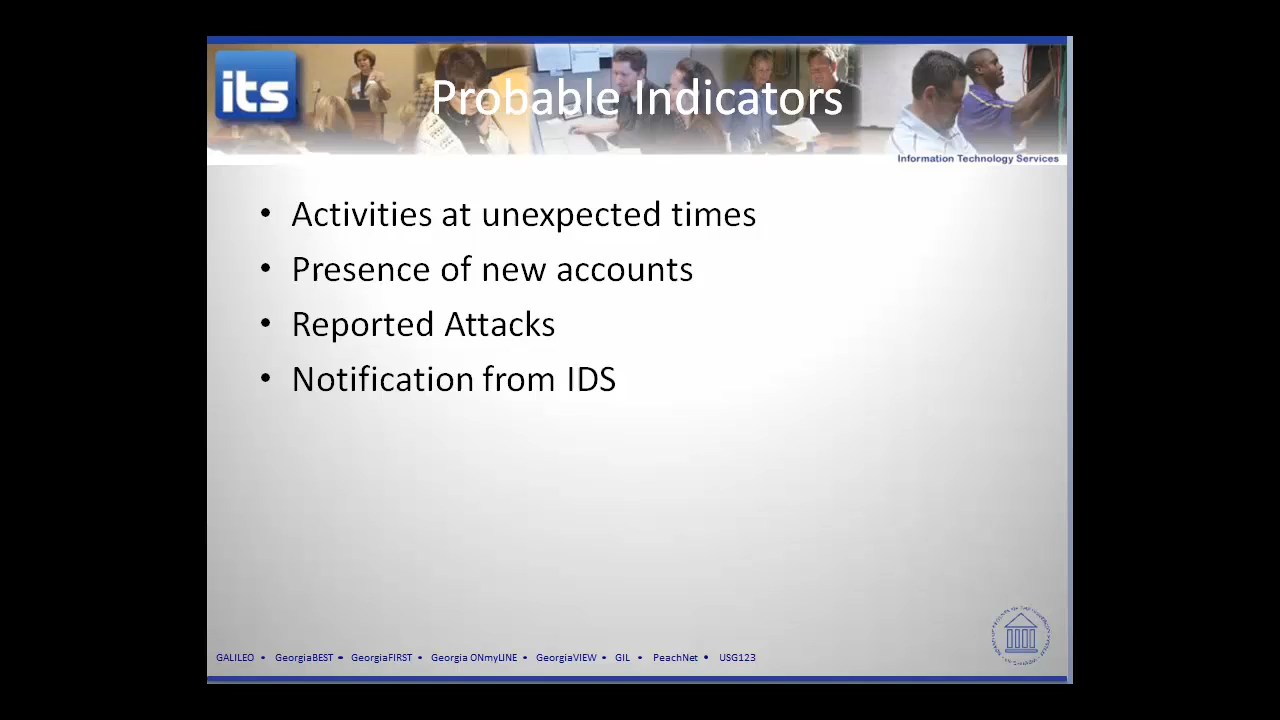 its
Probable Indicators
Information Technology Services
• Activities at unexpected times
• Presence of new accounts
• Reported Attacks
• Notification from IDS
GALILEO • GeorgiaBEST • GeorgiaFIRST • Georgia ONmyLINE • GeorgiaVIEW • GIL • PeachNet • USG123